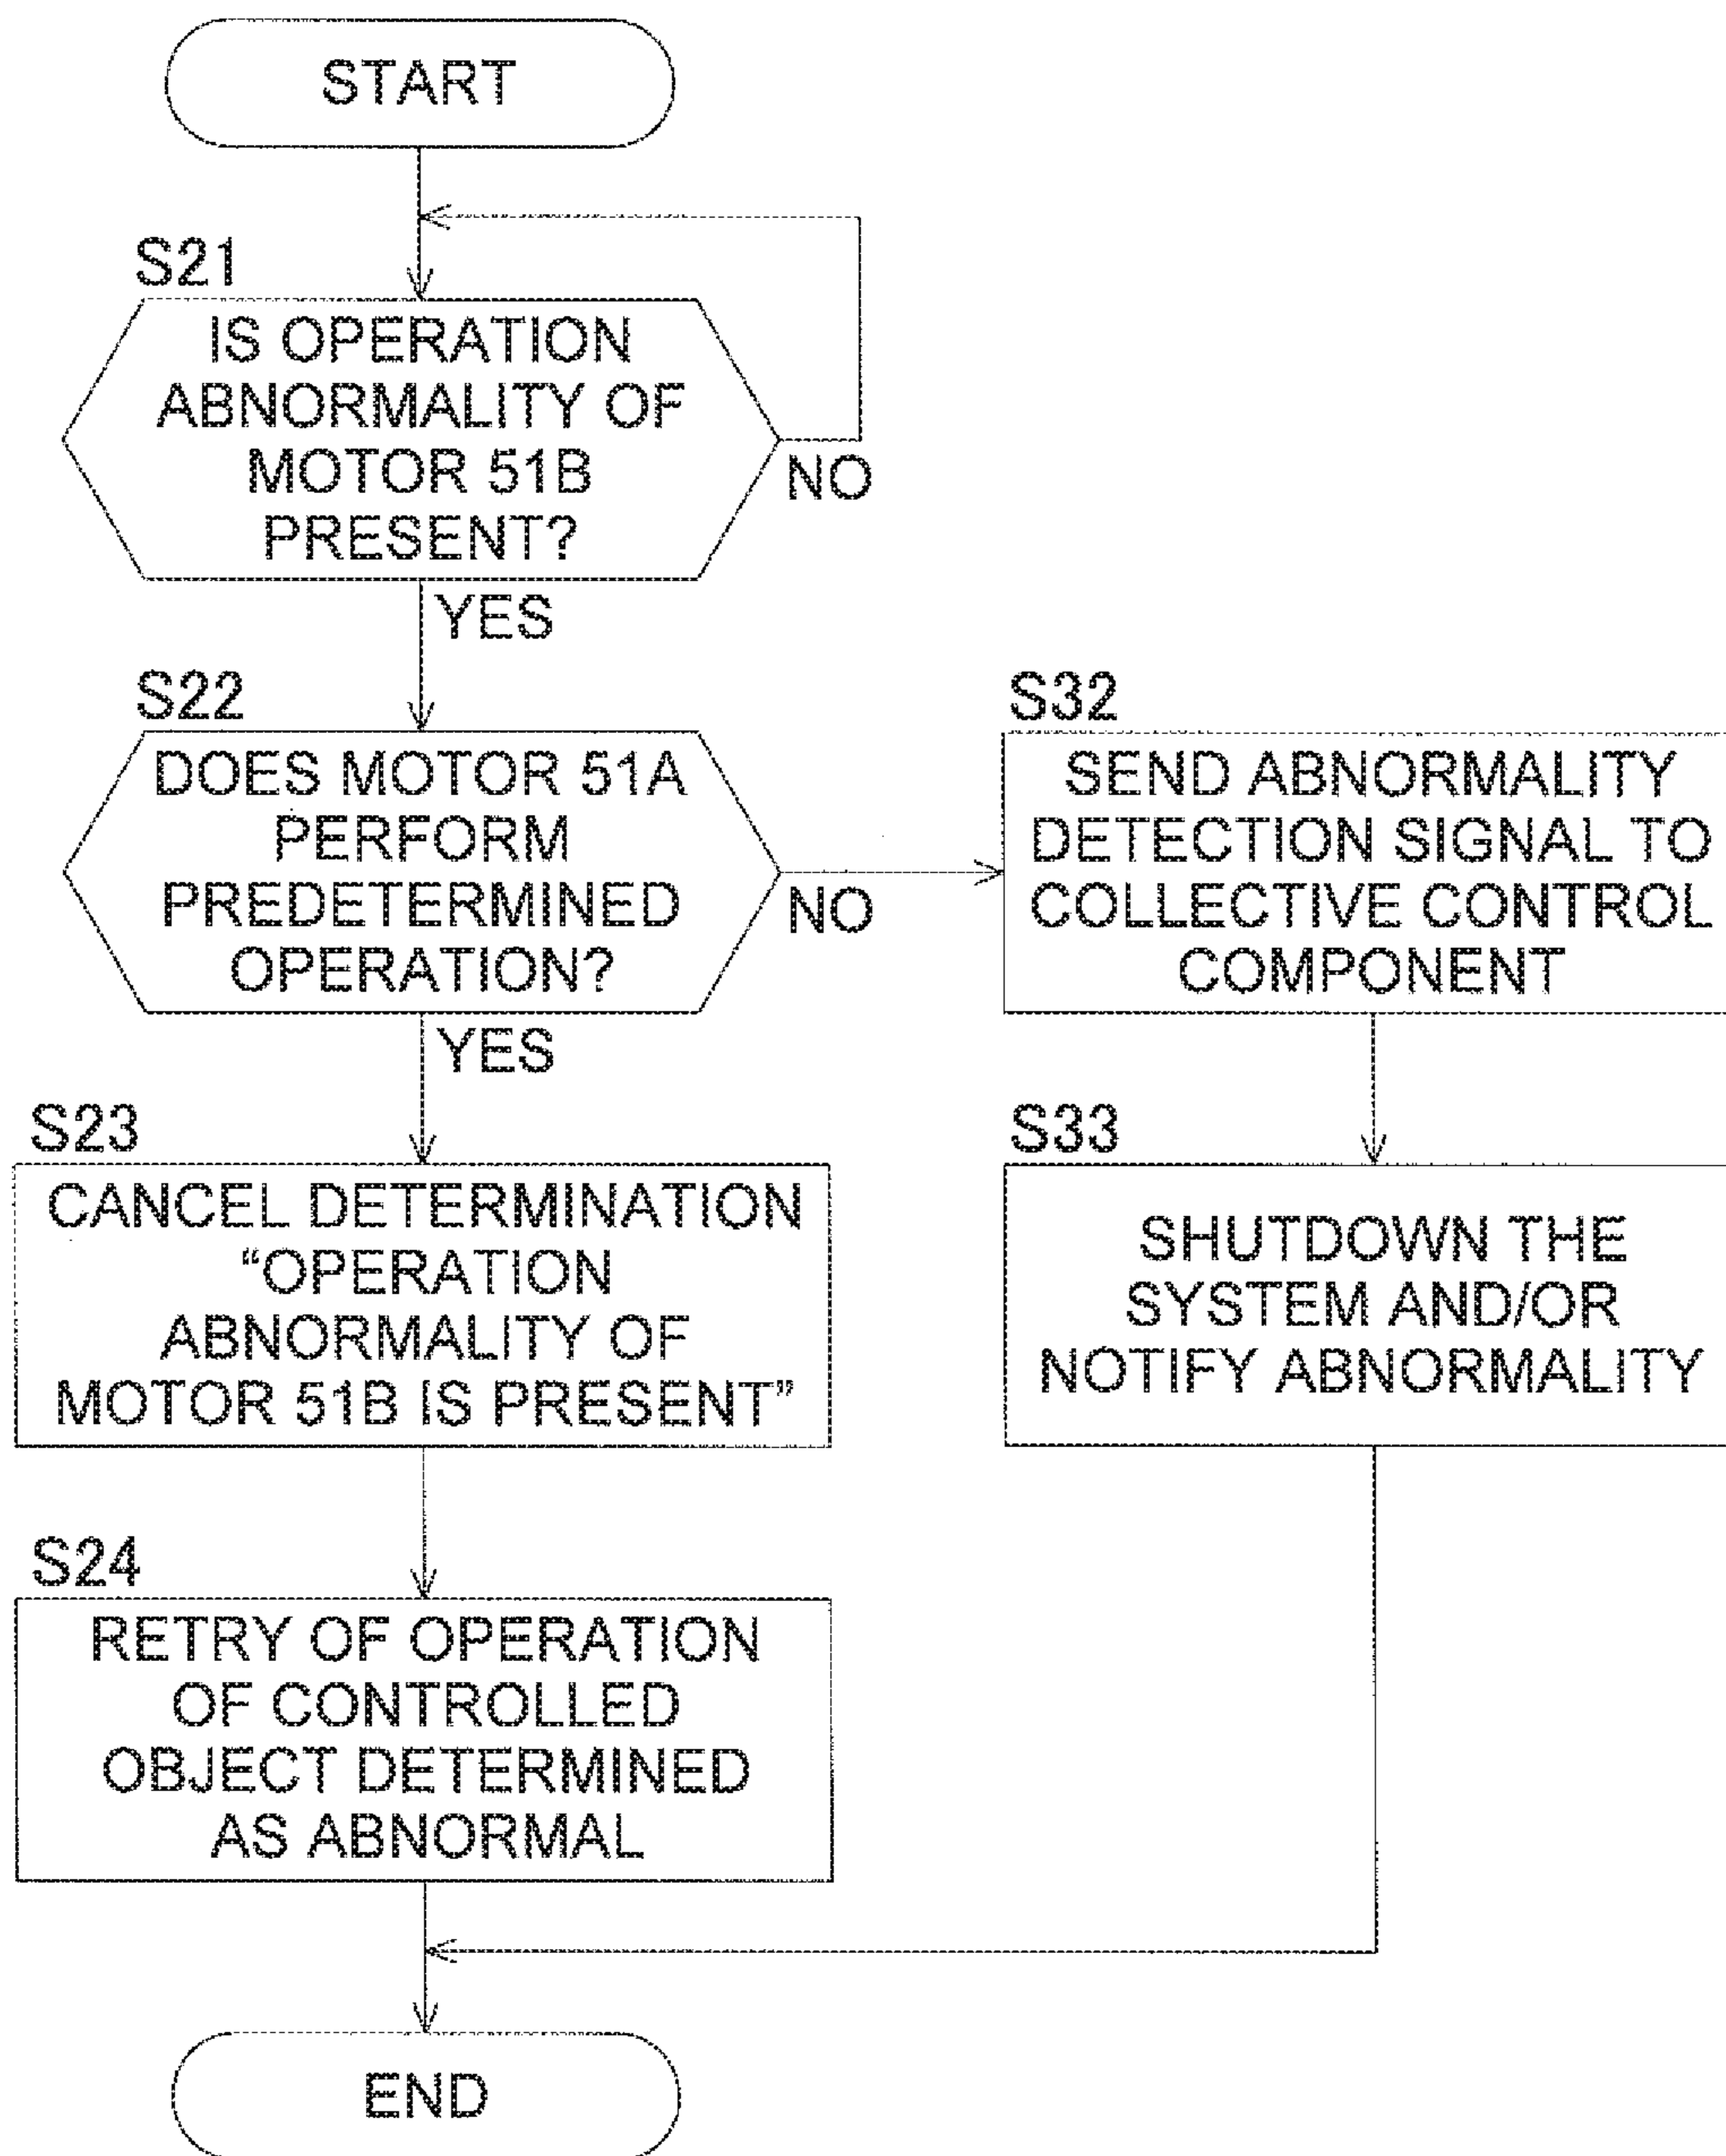 START
S21
IS OPERATION
ABNORMALITY OF
MOTOR 51B
PRESENT?
NO
YES
S22
DOES MOTOR 51A
PERFORM
PREDETERMINED
OPERATION?
NO
YES
S32
SEND ABNORMALITY
DETECTION SIGNAL TO
COLLECTIVE CONTROL
COMPONENT
S23
CANCEL DETERMINATION
“OPERATION
ABNORMALITY OF
MOTOR 51B IS PRESENT”
S33
SHUTDOWN THE
SYSTEM AND/OR
NOTIFY ABNORMALITY
S24
RETRY OF OPERATION
OF CONTROLLED
OBJECT DETERMINED
AS ABNORMAL
END